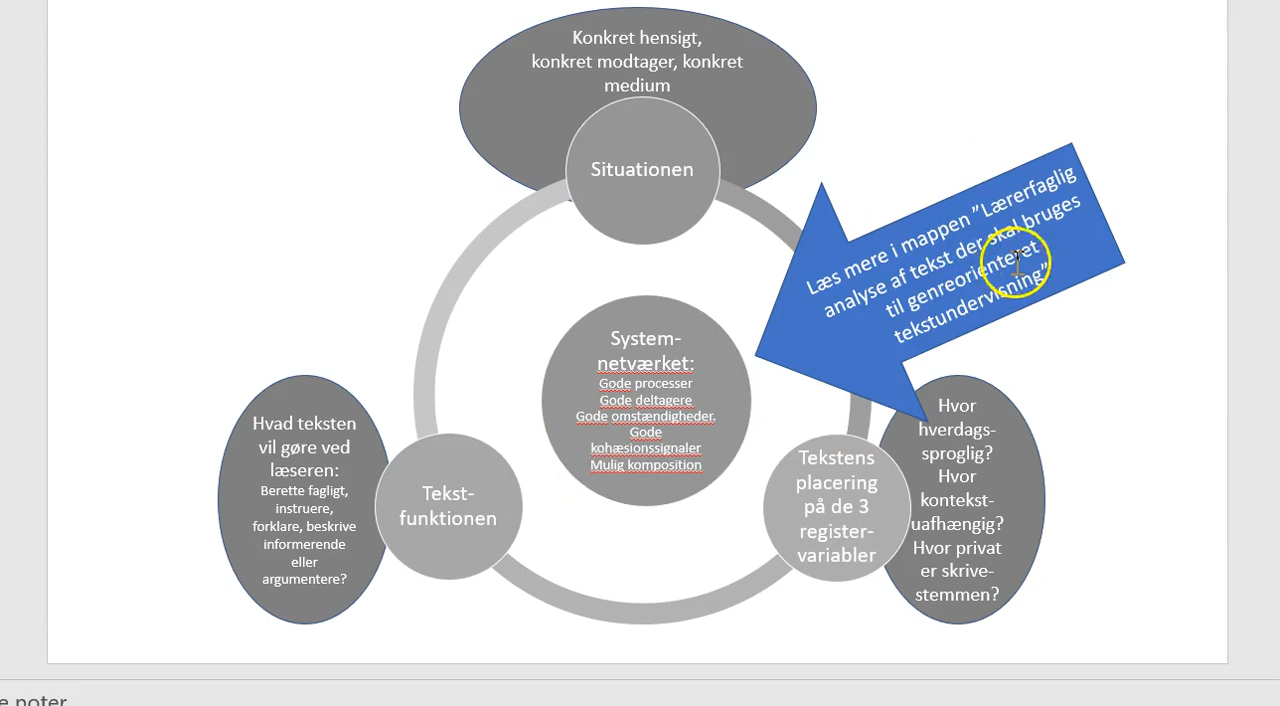 Konkret hensigt,
konkret modtager, konkret
medium
Situationen
Læs mere i mappen ”Lærerfaglig
analyse af tekst der skal bruges
til genreorienteret
tekstundervisning”
System-
netværket:
Gode processer
Gode deltagere
Gode omstændigheder.
Gode
kohæsionssignaler
Mulig komposition
Hvad teksten
vil gøre ved
læseren:
Berette fagligt,
instruere,
forklare, beskrive
informerende
eller
argumentere?
Tekst-
funktionen
Tekstens
placering
på de 3
register-
variabler
Hvor
hverdags-
sproglig?
Hvor
kontekst-
uafhængig?
Hvor privat
er skrive-
stemmen?
e noter